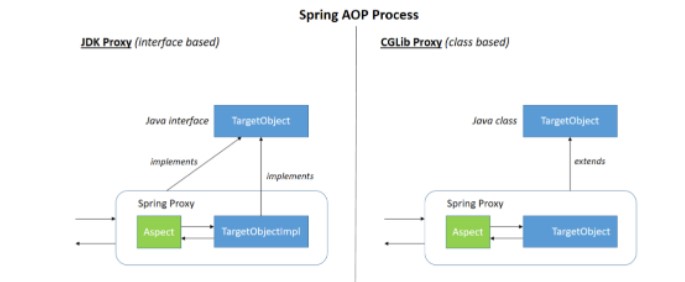 Spring AOP Process
JDK Proxy (interface based)
Java interface
TargetObject
implements
implements
Spring Proxy
Aspect
TargetObjectImpl
CGLib Proxy (class based)
Java class
TargetObject
extends
Spring Proxy
Aspect
TargetObject